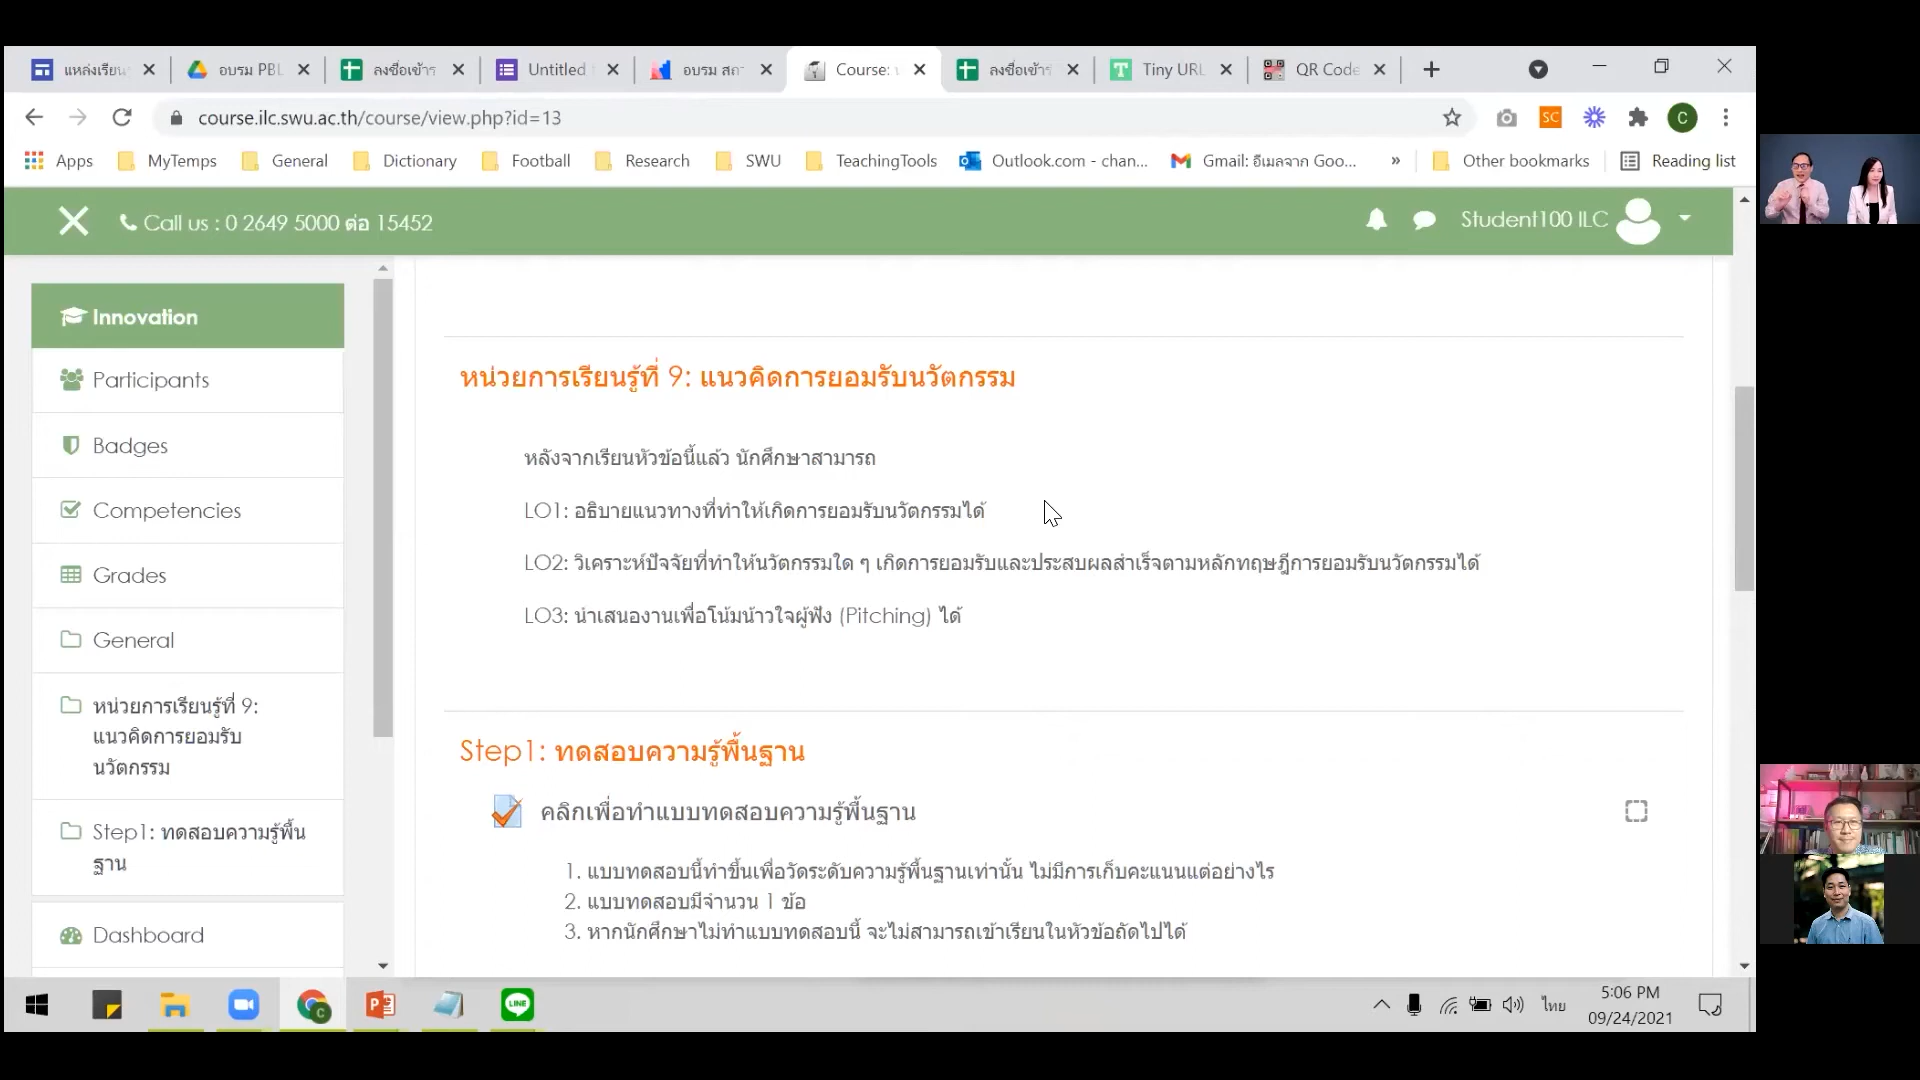 แหล่งเรียน
อบรม PBL
ลงชื่อเข้าร
Untitled
อบรม สถา
Course:
ลงชื่อเข้าร
Tiny URL
QR Code
course.ilc.swu.ac.th/course/view.php?id=13
SC
C
Apps
MyTemps
General
Dictionary
Football
Research
SWU
TeachingTools
Outlook.com - chan...
Gmail: อีเมลจาก Goo...
»
Other bookmarks
Reading list
Call us : 0 2649 5000 ต่อ 15452
Student100 ILC
Innovation
Participants
Badges
Competencies
Grades
General
หน่วยการเรียนรู้ที่ 9:
แนวคิดการยอมรับ
นวัตกรรม
Step1: ทดสอบความรู้พื้น
ฐาน
Dashboard
หน่วยการเรียนรู้ที่ 9: แนวคิดการยอมรับนวัตกรรม
หลังจากเรียนหัวข้อนี้แล้ว นักศึกษาสามารถ
LO1: อธิบายแนวทางที่ทำให้เกิดการยอมรับนวัตกรรมได้
LO2: วิเคราะห์ปัจจัยที่ทำให้นวัตกรรมใด ๆ เกิดการยอมรับและประสบผลสำเร็จตามหลักทฤษฎีการยอมรับนวัตกรรมได้
LO3: นำเสนองานเพื่อโน้มน้าวใจผู้ฟัง (Pitching) ได้
Step1: ทดสอบความรู้พื้นฐาน
คลิกเพื่อทำแบบทดสอบความรู้พื้นฐาน
1. แบบทดสอบนี้ทำขึ้นเพื่อวัดระดับความรู้พื้นฐานเท่านั้น ไม่มีการเก็บคะแนนแต่อย่างไร
2. แบบทดสอบมีจำนวน 1 ข้อ
3. หากนักศึกษาไม่ทำแบบทดสอบนี้ จะไม่สามารถเข้าเรียนในหัวข้อถัดไปได้
LINE
ไทย
5:06 PM
09/24/2021